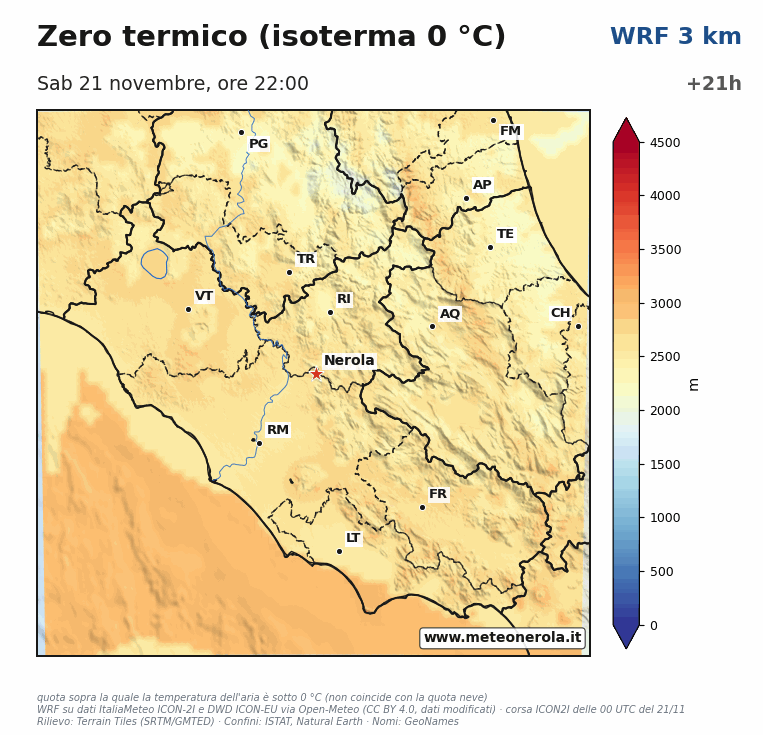 Zero termico (isoterma 0 °C)
WRF 3 km
Sab 21 novembre, ore 22:00
+21h
PG
FM
AP
TE
TR
VT
RI
AQ
CH
Nerola
RM
FR
LT
www.meteonerola.it
4500
4000
3500
3000
2500
2000
1500
1000
500
0
m
quota sopra la quale la temperatura dell'aria è sotto 0 °C (non coincide con la quota neve)
WRF su dati ItaliaMeteo ICON-2I e DWD ICON-EU via Open-Meteo (CC BY 4.0, dati modificati) · corsa ICON2I delle 00 UTC del 21/11
Rilievo: Terrain Tiles (SRTM/GMTED) · Confini: ISTAT, Natural Earth · Nomi: GeoNames